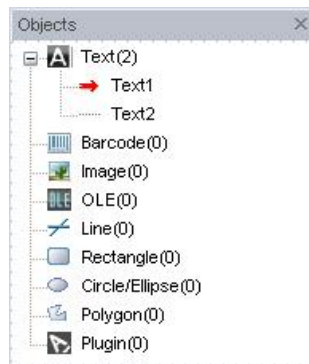 Objects
Text(2)
Text1
Text2
Barcode(0)
Image(0)
OLE OLE(0)
Line(0)
Rectangle(0)
Circle/Ellipse(0)
Polygon(0)
Plugin(0)